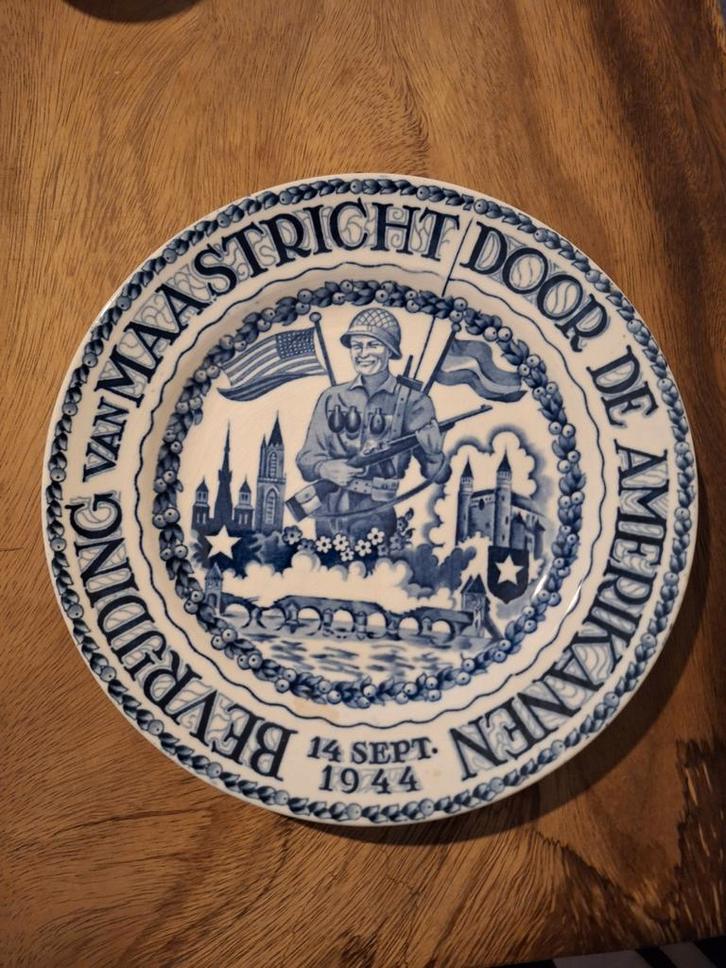 BEVRIJDING VAN MAASTRICHT DOOR DE AMERIKANEN
14 SEPT.
1944